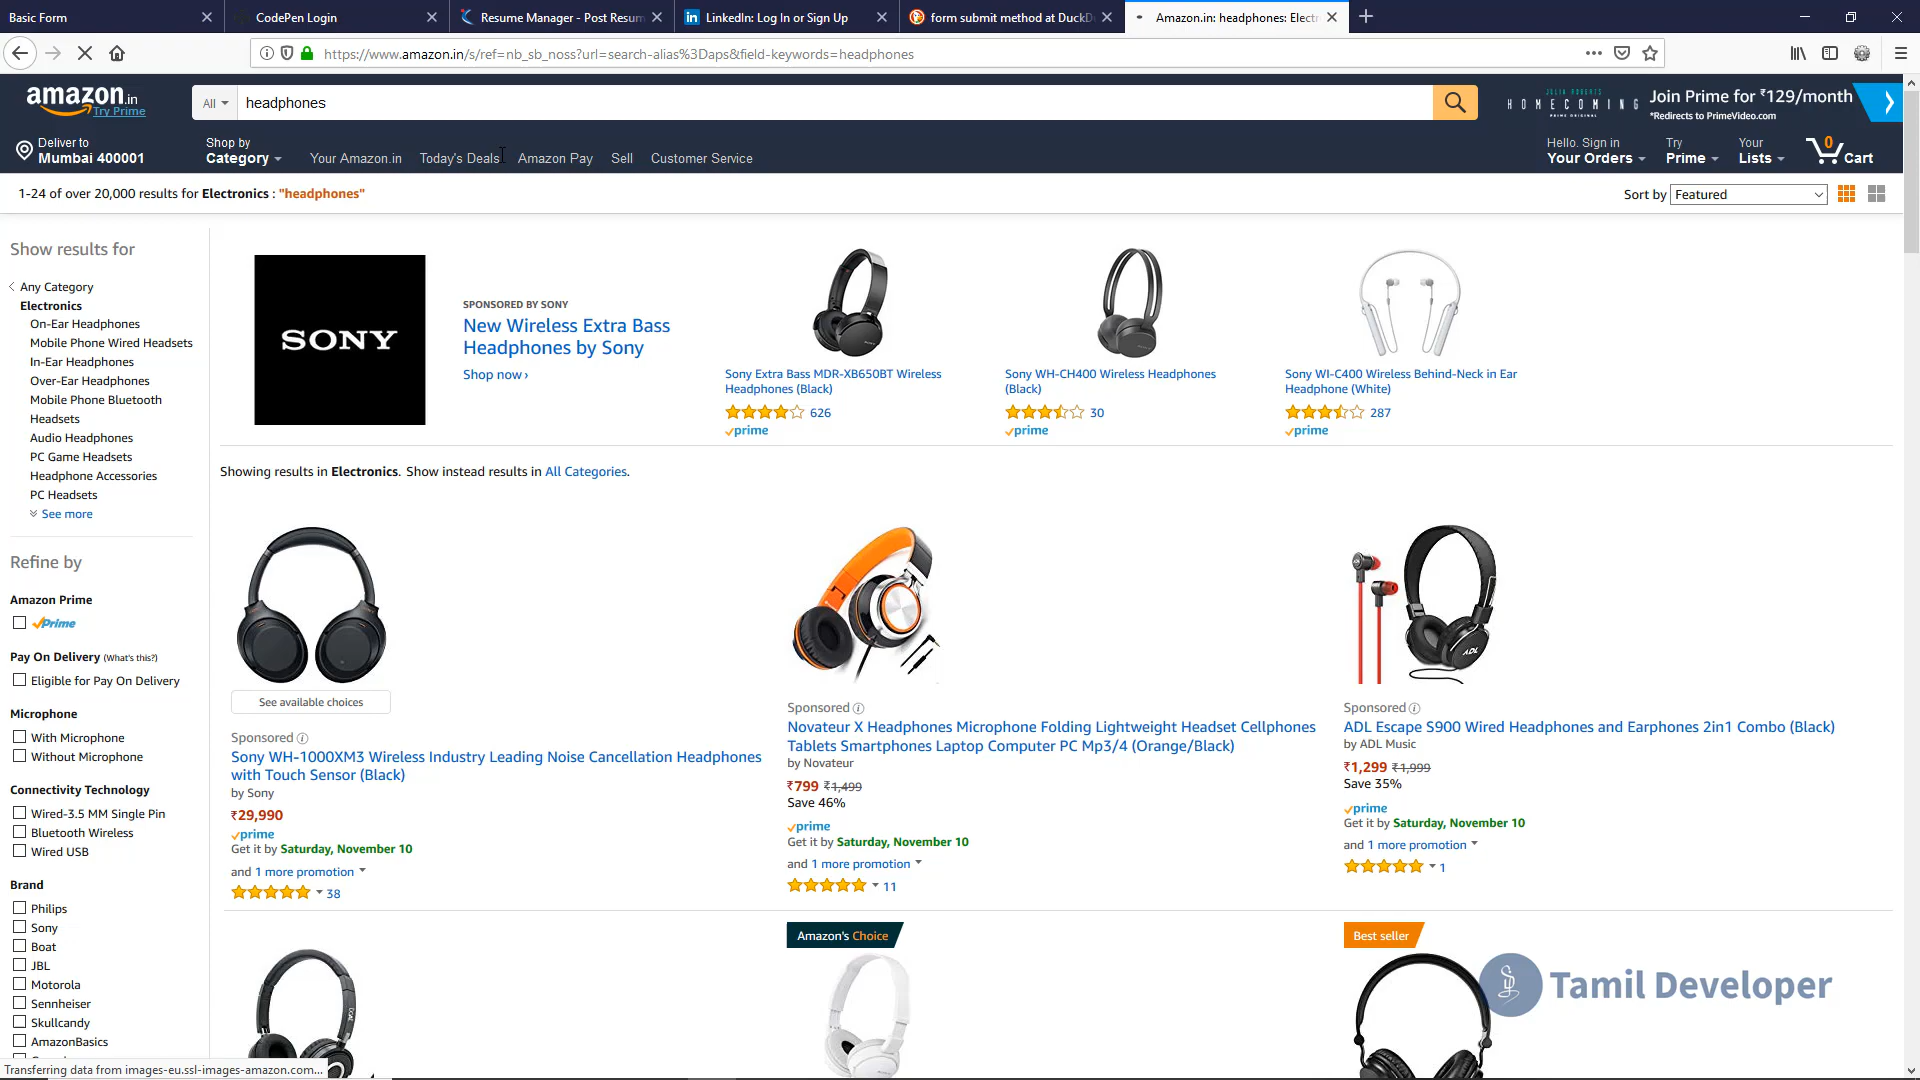 Basic Form
CodePen Login
Resume Manager - Post Resum
LinkedIn: Log In or Sign Up
form submit method at DuckD
Amazon.in: headphones: Elect
https://www.amazon.in/s/ref=nb_sb_noss?url=search-alias%3Daps&field-keywords=headphones
amazon.in
Try Prime
All
headphones
JULIA ROBERTS
HOMECOMING
PRIME ORIGINAL
Join Prime for ₹129/month
*Redirects to PrimeVideo.com
Deliver to
Mumbai 400001
Shop by
Category
Your Amazon.in
Today's Deals
Amazon Pay
Sell
Customer Service
Hello. Sign in
Your Orders
Try
Prime
Your
Lists
0
Cart
1-24 of over 20,000 results for Electronics : "headphones"
Sort by Featured
Show results for
Any Category
Electronics
On-Ear Headphones
Mobile Phone Wired Headsets
In-Ear Headphones
Over-Ear Headphones
Mobile Phone Bluetooth
Headsets
Audio Headphones
PC Game Headsets
Headphone Accessories
PC Headsets
See more
Refine by
Amazon Prime
Prime
Pay On Delivery (What's this?)
Eligible for Pay On Delivery
Microphone
With Microphone
Without Microphone
Connectivity Technology
Wired-3.5 MM Single Pin
Bluetooth Wireless
Wired USB
Brand
Philips
Sony
Boat
JBL
Motorola
Sennheiser
Skullcandy
AmazonBasics
SONY
SPONSORED BY SONY
New Wireless Extra Bass
Headphones by Sony
Shop now ›
Sony Extra Bass MDR-XB650BT Wireless
Headphones (Black)
626
prime
Sony WH-CH400 Wireless Headphones
(Black)
30
prime
Sony WI-C400 Wireless Behind-Neck in Ear
Headphone (White)
287
prime
Showing results in Electronics. Show instead results in All Categories.
See available choices
Sponsored
Sony WH-1000XM3 Wireless Industry Leading Noise Cancellation Headphones
with Touch Sensor (Black)
by Sony
₹29,990
prime
Get it by Saturday, November 10
and 1 more promotion
38
Sponsored
Novateur X Headphones Microphone Folding Lightweight Headset Cellphones
Tablets Smartphones Laptop Computer PC Mp3/4 (Orange/Black)
by Novateur
₹799 ₹1,499
Save 46%
prime
Get it by Saturday, November 10
and 1 more promotion
11
ADL
Sponsored
ADL Escape S900 Wired Headphones and Earphones 2in1 Combo (Black)
by ADL Music
₹1,299 ₹1,999
Save 35%
prime
Get it by Saturday, November 10
and 1 more promotion
1
Amazon's Choice
Best seller
Tamil Developer
Transferring data from images-eu.ssl-images-amazon.com...